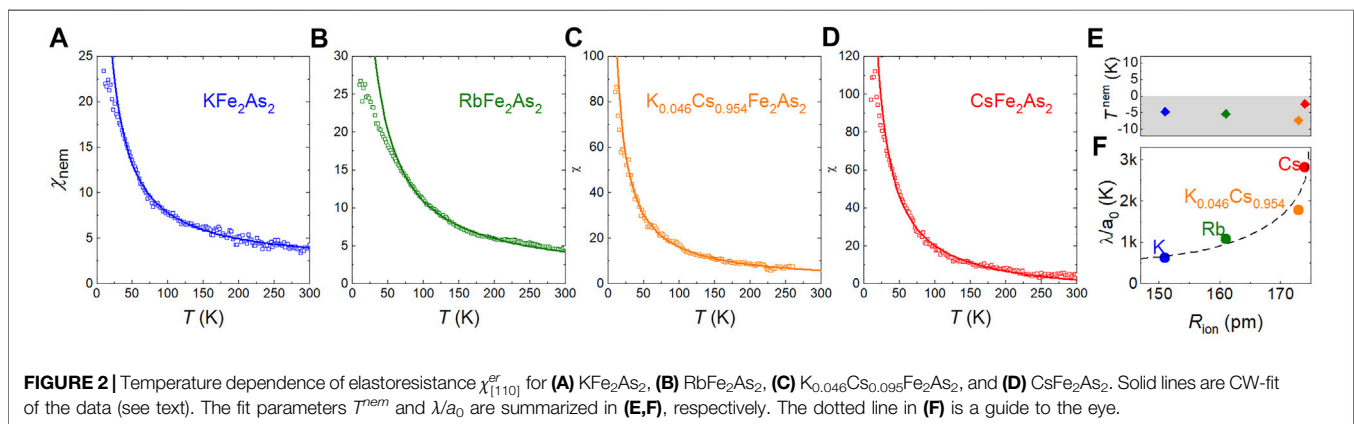 A
25
20
15
10
5
0
χnem
0 50 100 150 200 250 300
T (K)
KFe₂As₂
B
30
25
20
15
10
5
0
0 50 100 150 200 250 300
T (K)
RbFe₂As₂
C
100
80
60
40
20
0
χ
0 50 100 150 200 250 300
T (K)
K₀.₀₄₆Cs₀.₉₅₄Fe₂As₂
D
120
100
80
60
40
20
0
χ
0 50 100 150 200 250 300
T (K)
CsFe₂As₂
E
10
5
0
-5
-10
Tⁿᵉᵐ (K)
F
3k
2k
1k
0
λ/a₀ (K)
Cs
K₀.₀₄₆Cs₀.₉₅₄
Rb
K
150 160 170
Rion (pm)
FIGURE 2 | Temperature dependence of elastoresistance χ^er_[110] for (A) KFe₂As₂, (B) RbFe₂As₂, (C) K₀.₀₄₆Cs₀.₀₉₅Fe₂As₂, and (D) CsFe₂As₂. Solid lines are CW-fit
of the data (see text). The fit parameters Tⁿᵉᵐ and λ/a₀ are summarized in (E,F), respectively. The dotted line in (F) is a guide to the eye.